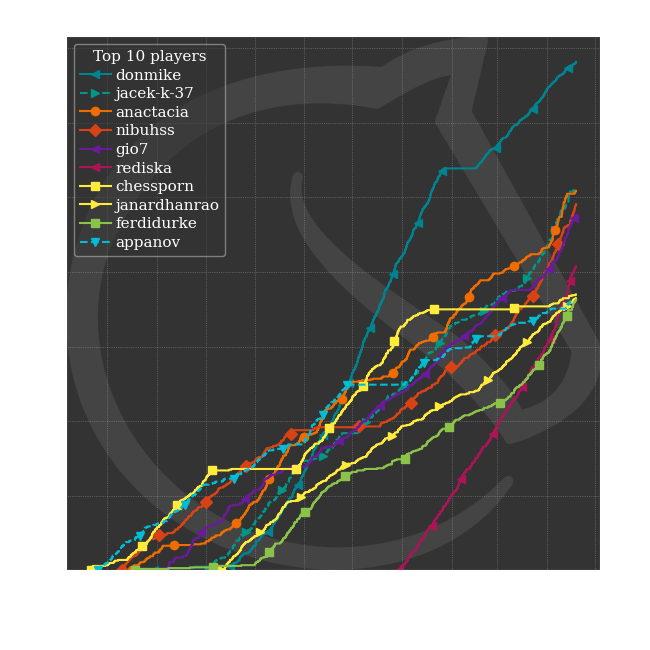 Top 10 players
donmike
jacek-k-37
anactacia
nibuhss
gio7
rediska
chessporn
janardhanrao
ferdidurke
appanov